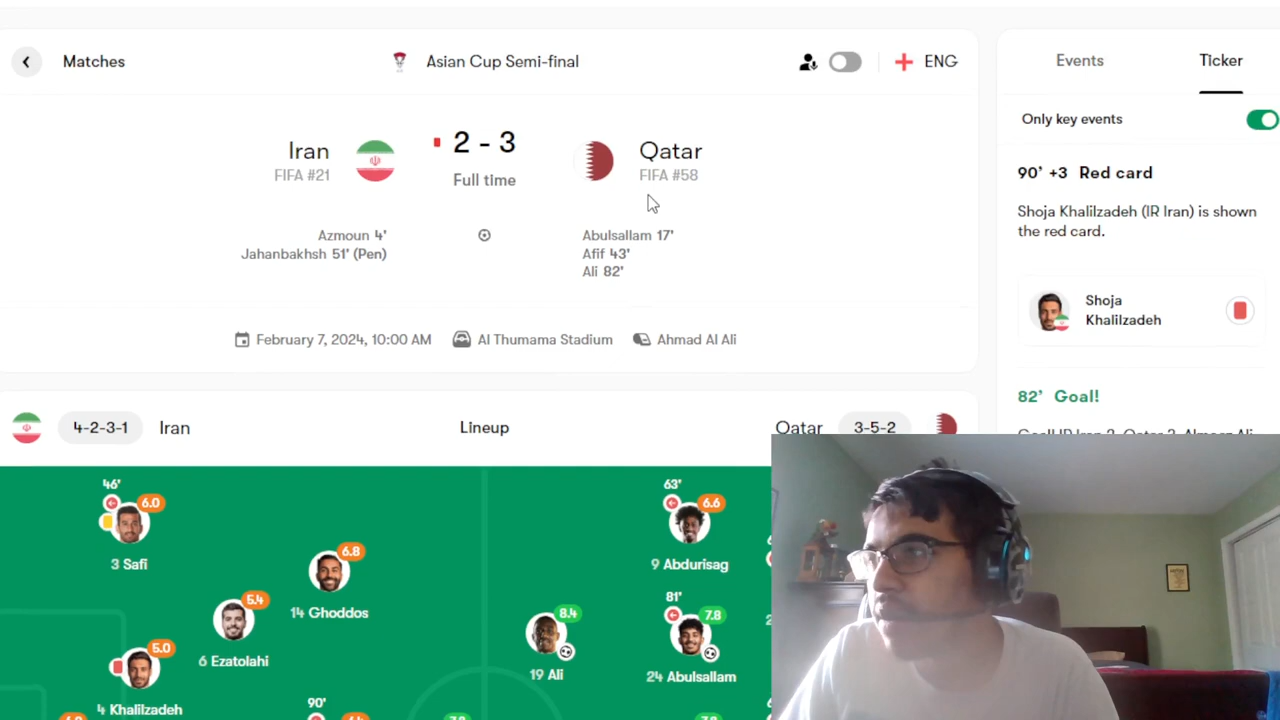 Matches
Asian Cup Semi-final
ENG
Iran
FIFA #21
2 - 3
Full time
Qatar
FIFA #58
Azmoun 4'
Jahanbakhsh 51' (Pen)
Abulsallam 17'
Afif 43'
Ali 82'
February 7, 2024, 10:00 AM
Al Thumama Stadium
Ahmad Al Ali
4-2-3-1
Iran
Lineup
Qatar
3-5-2
46'
6.0
3 Safi
6.8
14 Ghoddos
5.4
6 Ezatolahi
5.0
4 Khalilzadeh
90'
63'
6.6
9 Abdurisag
81'
7.8
24 Abulsallam
8.4
19 Ali
Events
Ticker
Only key events
90' +3 Red card
Shoja Khalilzadeh (IR Iran) is shown
the red card.
Shoja
Khalilzadeh
82' Goal!